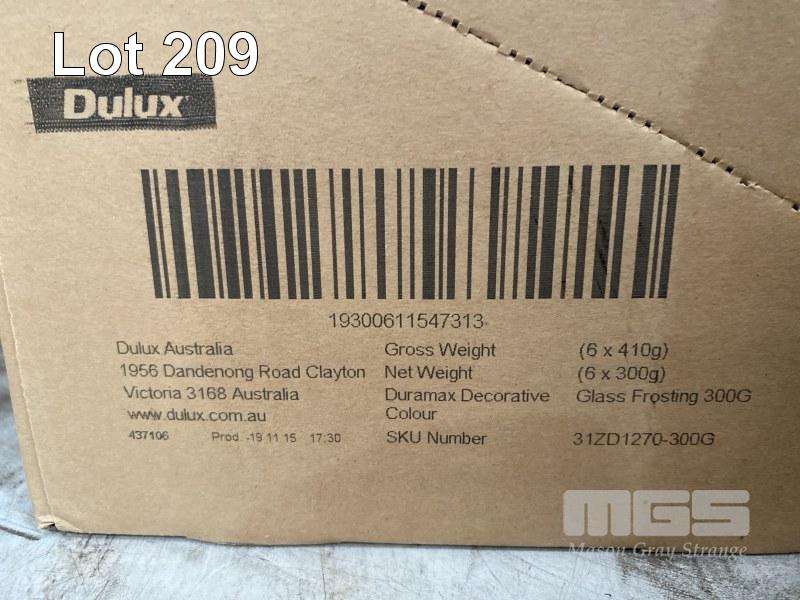 Lot 209
Dulux
19300611547313
Dulux Australia Gross Weight (6 x 410g)
1956 Dandenong Road Clayton Net Weight (6 x 300g)
Victoria 3168 Australia Duramax Decorative Glass Frosting 300G
www.dulux.com.au Colour
437106 Prod -19 11 15 17:30 SKU Number 31ZD1270-300G
MGS
Mason Gray Strange